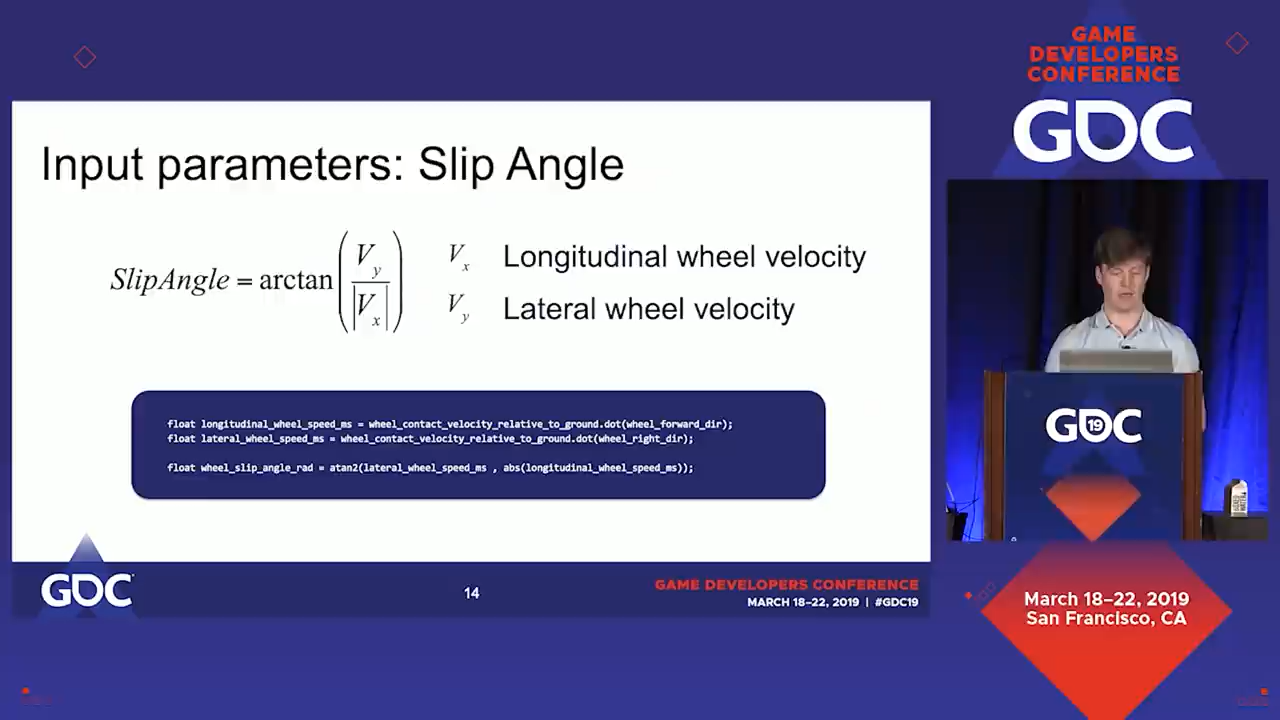 GAME
DEVELOPERS
CONFERENCE
GDC
Input parameters: Slip Angle
SlipAngle = arctan(V_y / |V_x|)
V_x Longitudinal wheel velocity
V_y Lateral wheel velocity
float longitudinal_wheel_speed_ms = wheel_contact_velocity_relative_to_ground.dot(wheel_forward_dir);
float lateral_wheel_speed_ms = wheel_contact_velocity_relative_to_ground.dot(wheel_right_dir);
float wheel_slip_angle_rad = atan2(lateral_wheel_speed_ms , abs(longitudinal_wheel_speed_ms));
GDC
14
GAME DEVELOPERS CONFERENCE
MARCH 18–22, 2019 | #GDC19
GDC
19
March 18–22, 2019
San Francisco, CA